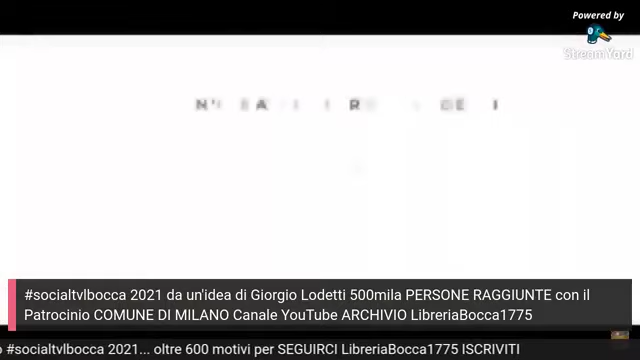 Powered by
StreamYard
#socialtvlbocca 2021 da un'idea di Giorgio Lodetti 500mila PERSONE RAGGIUNTE con il
Patrocinio COMUNE DI MILANO Canale YouTube ARCHIVIO LibreriaBocca1775
o #socialtvlbocca 2021... oltre 600 motivi per SEGUIRCI LibreriaBocca1775 ISCRIVITI